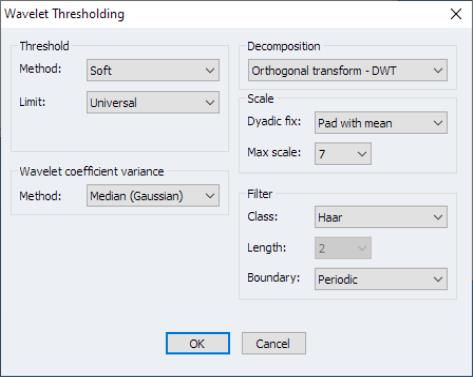 Wavelet Thresholding
Threshold
Method: Soft
Limit: Universal
Wavelet coefficient variance
Method: Median (Gaussian)
Decomposition
Orthogonal transform - DWT
Scale
Dyadic fix: Pad with mean
Max scale: 7
Filter
Class: Haar
Length: 2
Boundary: Periodic
OK Cancel